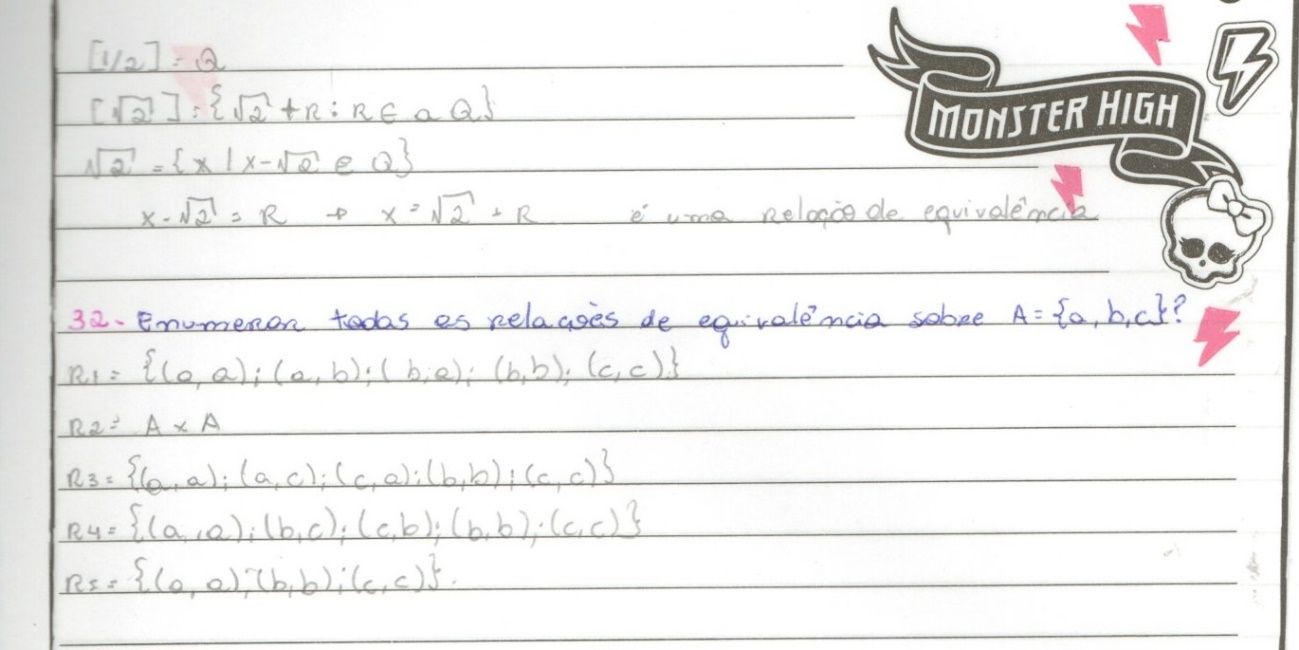 [1/2] = Q
[√2] = {√2 + R : R ∈ a Q}
√2 = {x | x-√2 e Q}
x-√2 = R → x = √2 + R é uma relação de equivalência
MONSTER HIGH
32- Enumerar todas as relações de equivalência sobre A = {a, b, c}?
R1 = {(a, a); (a, b); (b, a); (b, b); (c, c)}
R2 = A x A
R3 = {(a, a); (a, c); (c, a); (b, b); (c, c)}
R4 = {(a, a); (b, c); (c, b); (b, b); (c, c)}
R5 = {(a, a); (b, b); (c, c)}.